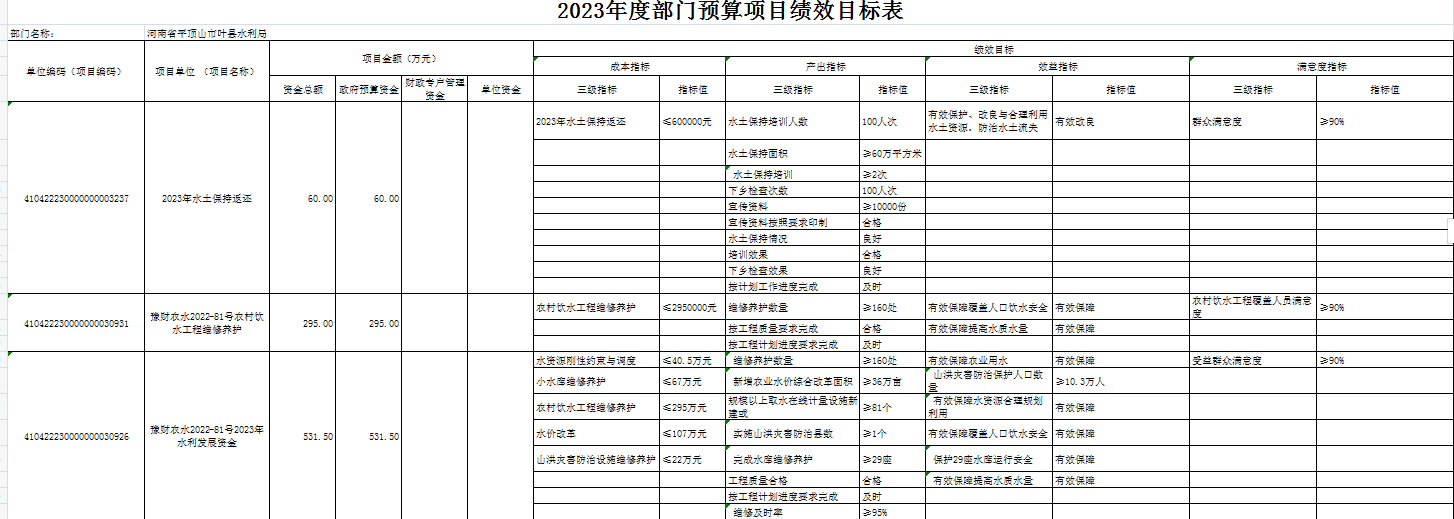 2023年度部门预算项目绩效目标表
部门名称: 河南省平顶山市叶县水利局
单位编码（项目编码） 项目单位 （项目名称） 项目金额（万元） 绩效目标
成本指标 产出指标 效益指标 满意度指标
资金总额 政府预算资金 财政专户管理资金 单位资金 三级指标 指标值 三级指标 指标值 三级指标 指标值 三级指标 指标值
410422230000000003237 2023年水土保持返还 60.00 60.00 2023年水土保持返还 ≤600000元 水土保持培训人数 100人次 有效保护、改良与合理利用水土资源，防治水土流失 有效改良 群众满意度 ≥90%
水土保持面积 ≥60万平方米
水土保持培训 ≥2次
下乡检查次数 100人次
宣传资料 ≥10000份
宣传资料按照要求印制 合格
水土保持情况 良好
培训效果 合格
下乡检查效果 良好
按计划工作进度完成 及时
410422230000000030931 豫财农水2022-81号农村饮水工程维修养护 295.00 295.00 农村饮水工程维修养护 ≤2950000元 维修养护数量 ≥160处 有效保障覆盖人口饮水安全 有效保障 农村饮水工程覆盖人员满意度 ≥90%
按工程质量要求完成 合格 有效保障提高水质水量 有效保障
按工程计划进度要求完成 及时
410422230000000030926 豫财农水2022-81号2023年水利发展资金 531.50 531.50 水资源刚性约束与调度 ≤40.5万元 维修养护数量 ≥160处 有效保障农业用水 有效保障 受益群众满意度 ≥90%
小水库维修养护 ≤67万元 新增农业水价综合改革面积 ≥36万亩 山洪灾害防治保护人口数量 ≥10.3万人
农村饮水工程维修养护 ≤295万元 规模以上取水在线计量设施新建或 ≥81个 有效保障水资源合理规划利用 有效保障
水价改革 ≤107万元 实施山洪灾害防治县数 ≥1个 有效保障覆盖人口饮水安全 有效保障
山洪灾害防治设施维修养护 ≤22万元 完成水库维修养护 ≥29座 保护29座水库运行安全 有效保障
工程质量合格 合格 有效保障提高水质水量 有效保障
按工程计划进度要求完成 及时
维修及时率 ≥95%